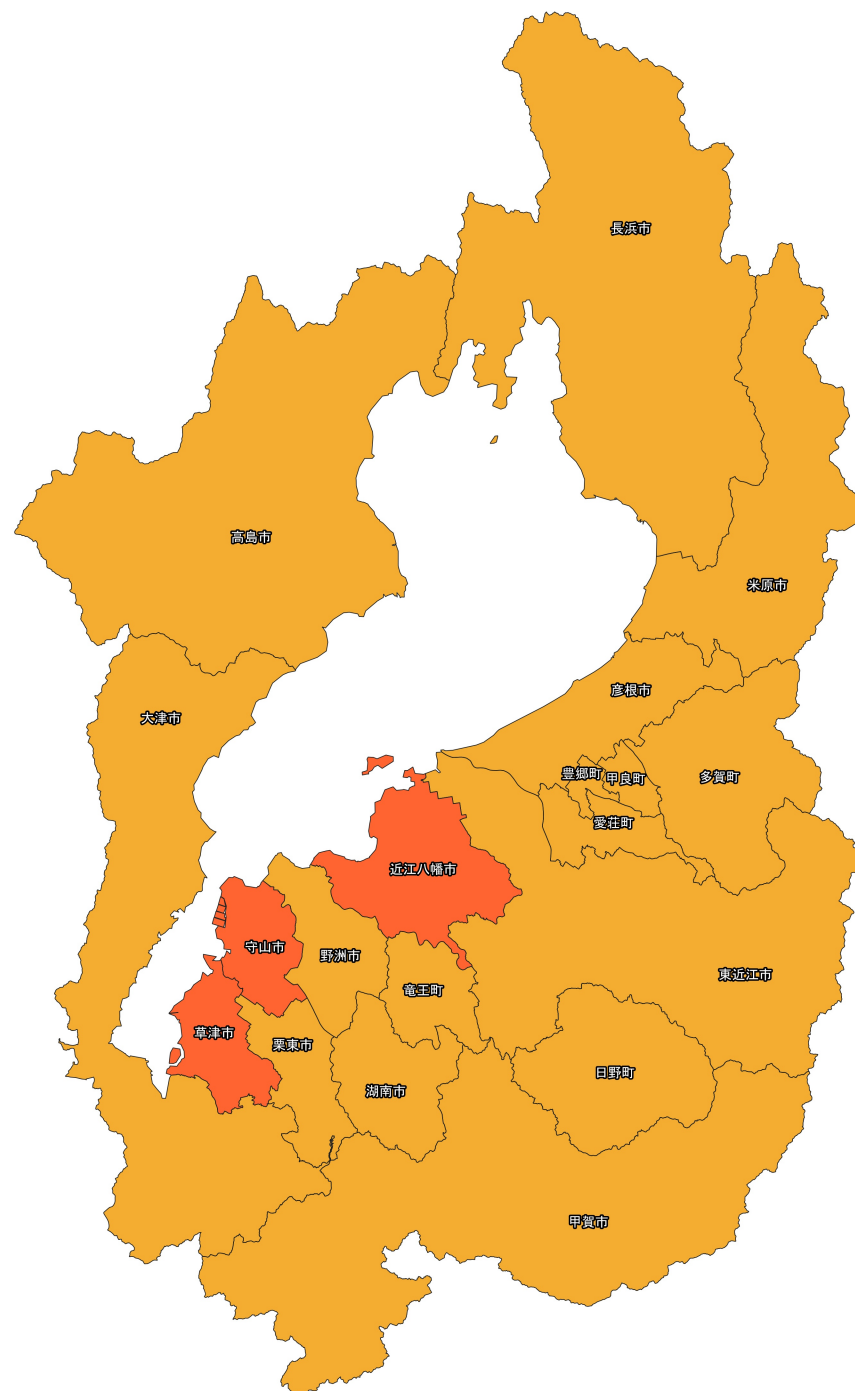 長浜市
高島市
米原市
彦根市
大津市
豊郷町
甲良町
多賀町
愛荘町
近江八幡市
守山市
野洲市
東近江市
竜王町
草津市
栗東市
日野町
湖南市
甲賀市